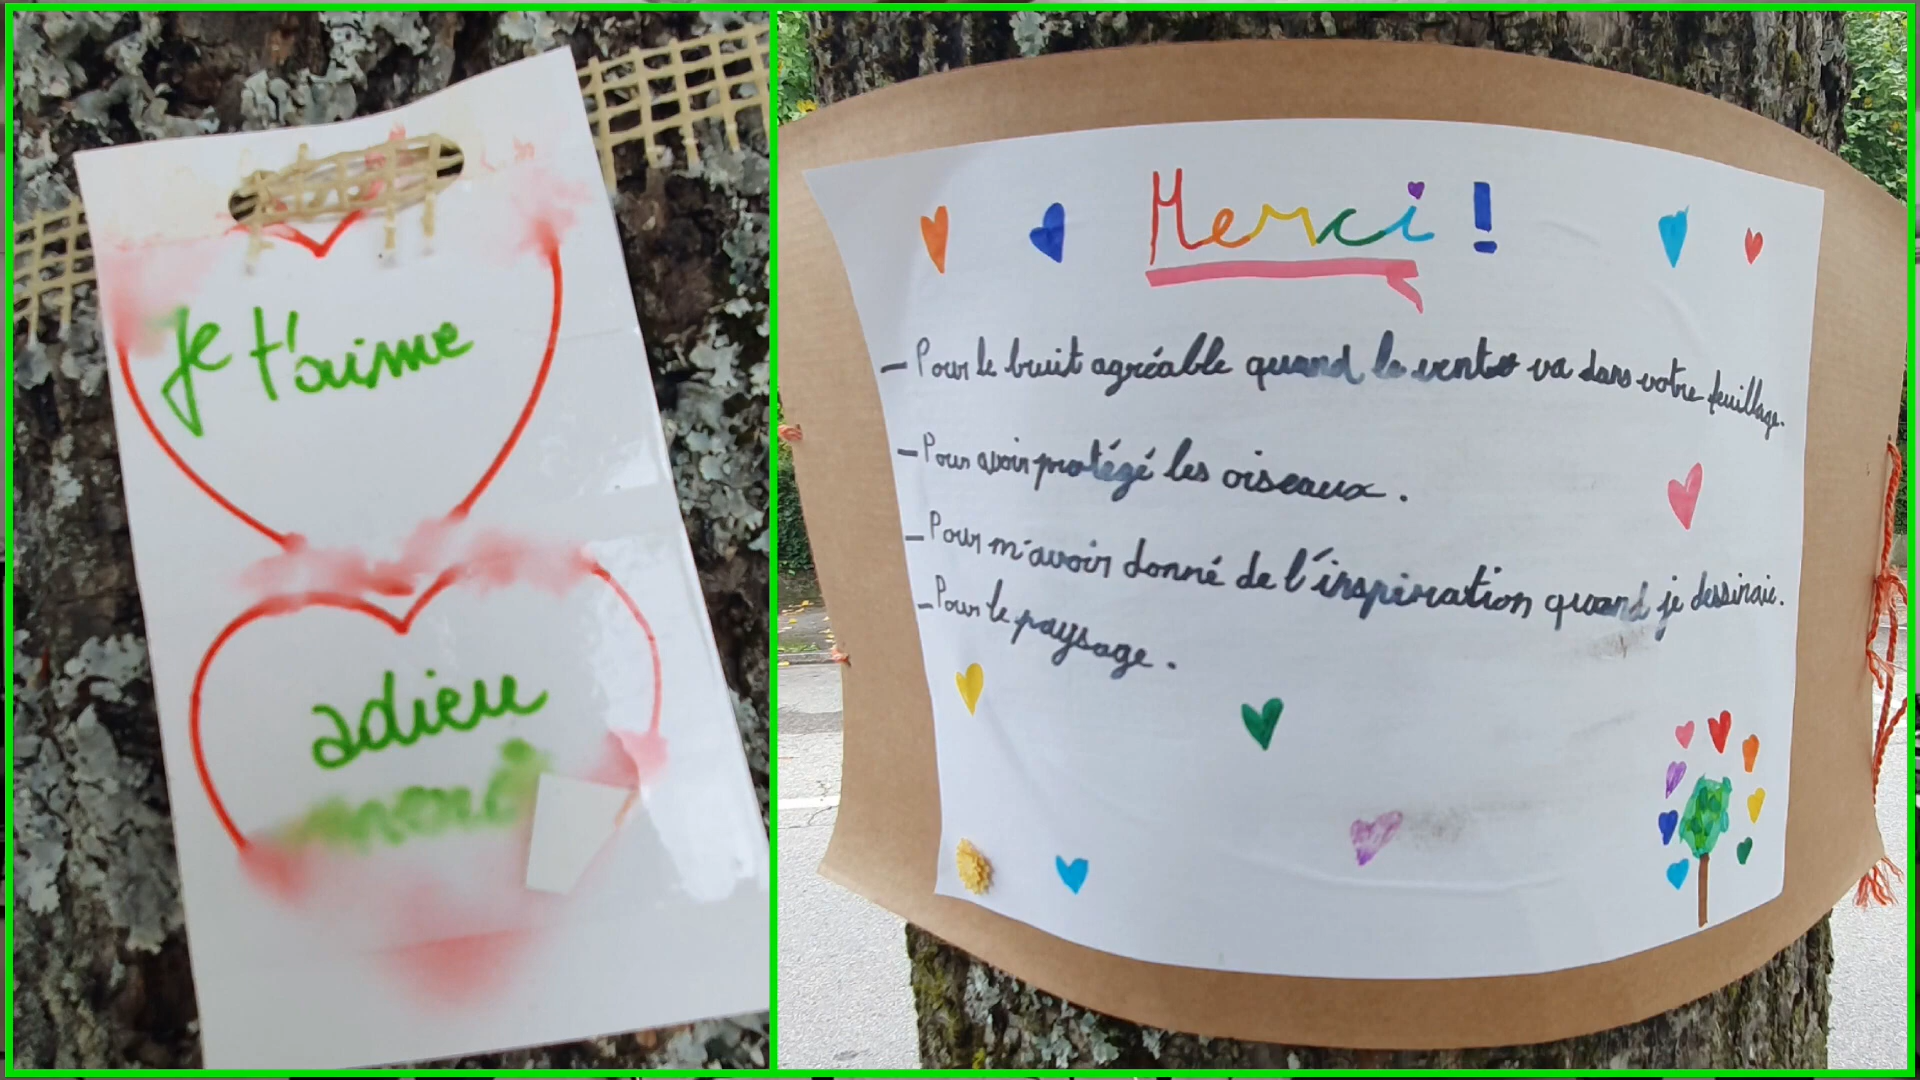 je t'aime
adieu
Merci !
- Pour le bruit agréable quand le vent va dans votre feuillage.
- Pour avoir protégé les oiseaux.
- Pour m'avoir donné de l'inspiration quand je dessinais.
- Pour le paysage.